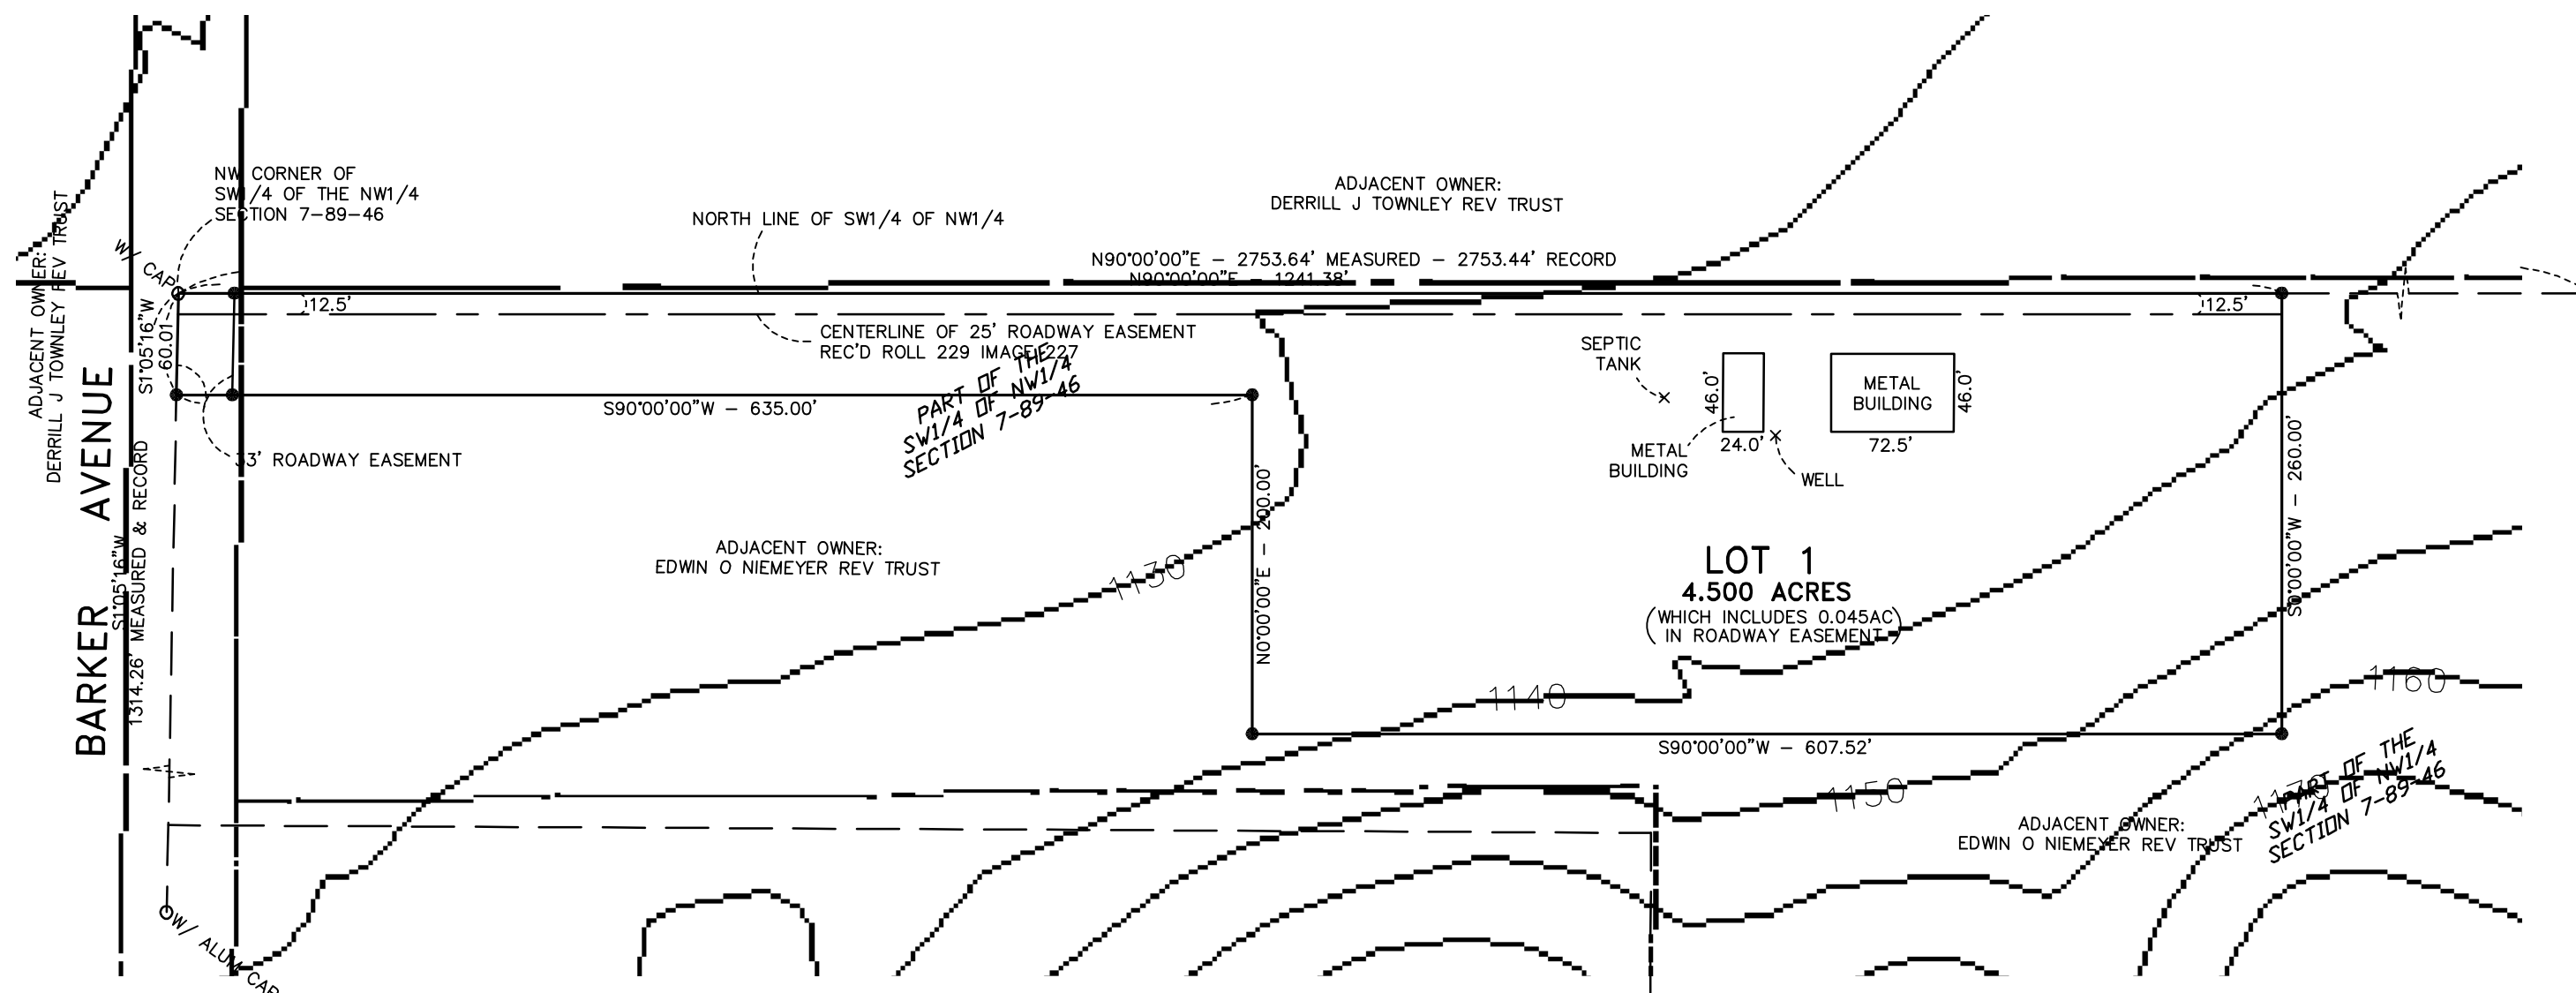 NW CORNER OF
SW1/4 OF THE NW1/4
SECTION 7-89-46
NORTH LINE OF SW1/4 OF NW1/4
ADJACENT OWNER:
DERRILL J TOWNLEY REV TRUST
N90°00'00"E - 2753.64' MEASURED - 2753.44' RECORD
N90°00'00"E - 1241.38'
W/ CAP
ADJACENT OWNER:
DERRILL J TOWNLEY REV TRUST
S1°05'16"W
60.01'
12.5'
12.5'
CENTERLINE OF 25' ROADWAY EASEMENT
REC'D ROLL 229 IMAGE 227
PART OF THE
SW1/4 OF NW1/4
SECTION 7-89-46
S90°00'00"W - 635.00'
33' ROADWAY EASEMENT
SEPTIC
TANK
46.0'
24.0'
METAL
BUILDING
WELL
METAL
BUILDING
46.0'
72.5'
BARKER AVENUE
S1°05'16"W
1314.26' MEASURED & RECORD
ADJACENT OWNER:
EDWIN O NIEMEYER REV TRUST
1130
N0°00'00"E - 200.00'
LOT 1
4.500 ACRES
(WHICH INCLUDES 0.045AC
IN ROADWAY EASEMENT)
S0°00'00"W - 260.00'
1140
1160
S90°00'00"W - 607.52'
1150
1170
PART OF THE
SW1/4 OF NW1/4
SECTION 7-89-46
ADJACENT OWNER:
EDWIN O NIEMEYER REV TRUST
W/ ALUM CAP